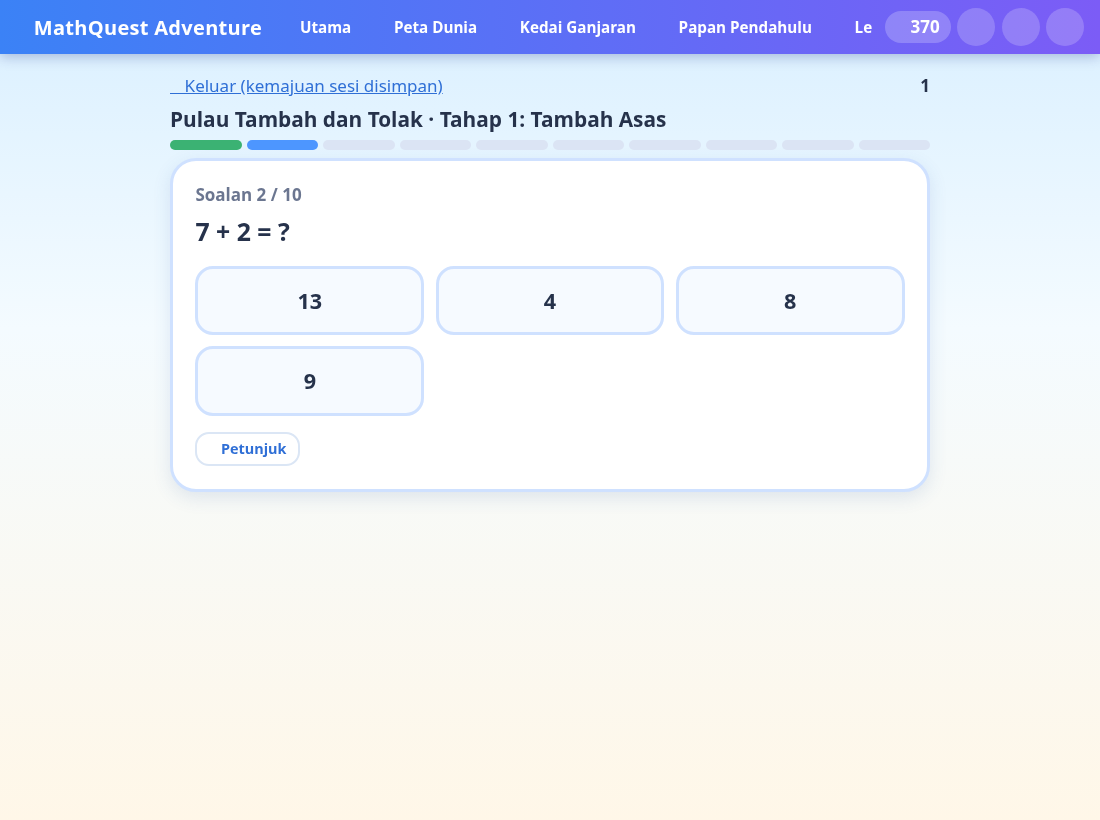 MathQuest Adventure Utama Peta Dunia Kedai Ganjaran Papan Pendahulu Le 370
Keluar (kemajuan sesi disimpan) 1
Pulau Tambah dan Tolak · Tahap 1: Tambah Asas
Soalan 2 / 10
7 + 2 = ?
13 4 8
9
Petunjuk